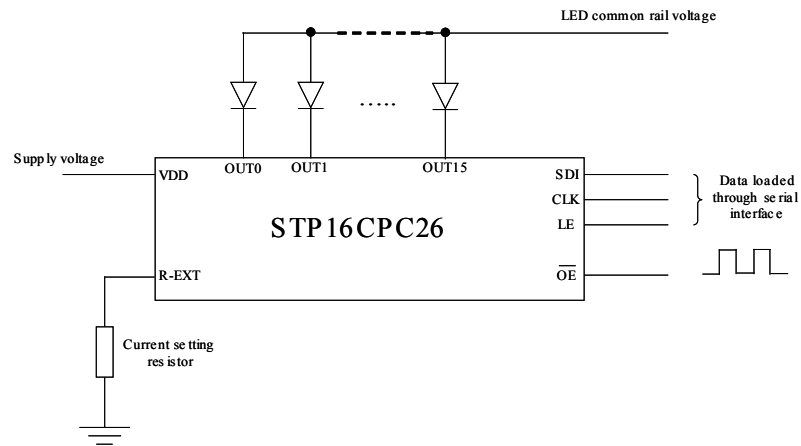 LED common rail voltage
Supply voltage
OUT0 OUT1 OUT15
VDD
SDI
CLK
LE
Data loaded
through serial
interface
STP16CPC26
R-EXT
OE
Current setting
resistor